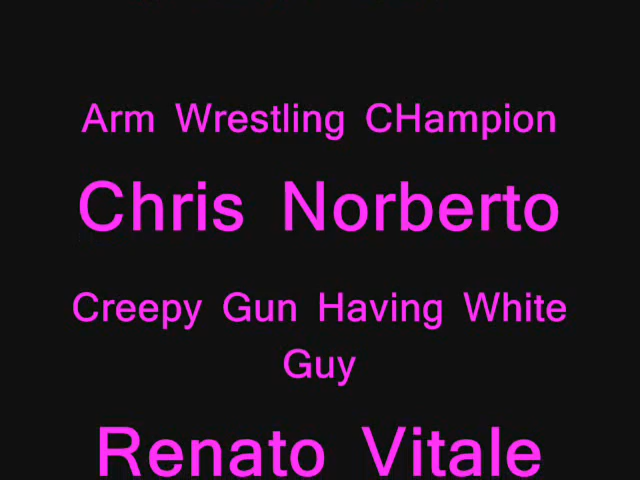 Arm Wrestling CHampion
Chris Norberto
Creepy Gun Having White
Guy
Renato Vitale